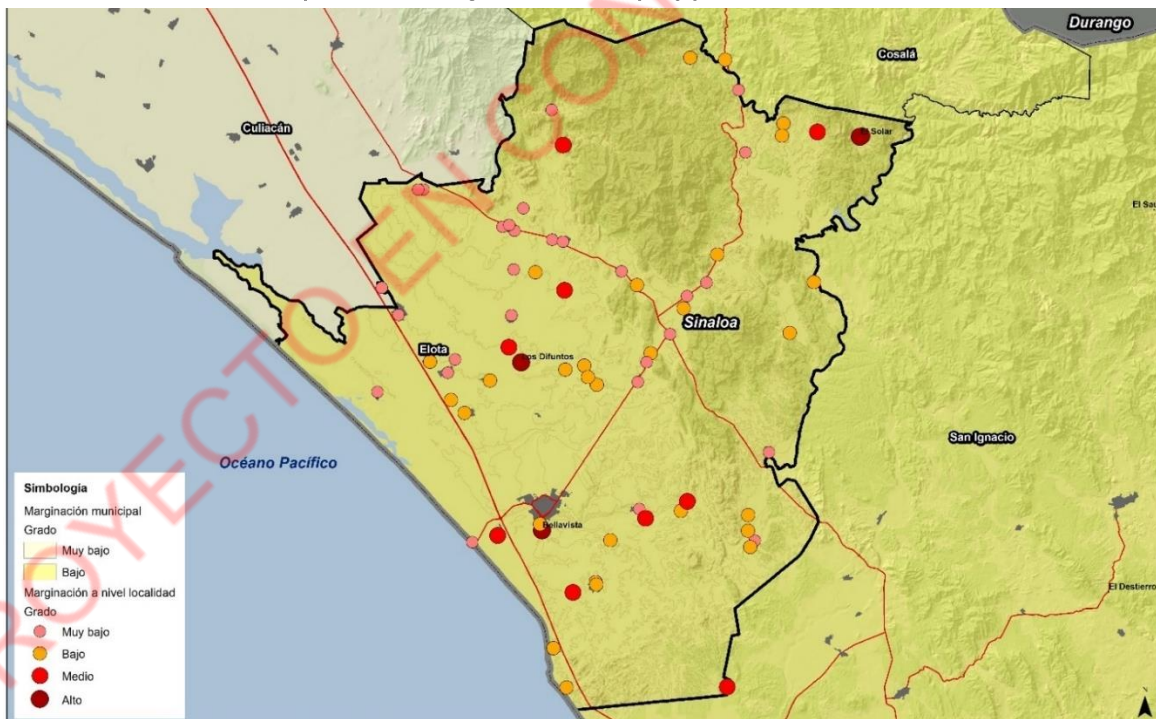 Durango
Cosalá
Culiacán
El Solar
Sinaloa
Elota
Los Difuntos
San Ignacio
Océano Pacífico
Bellavista
El Destierro
Simbología
Marginación municipal
Grado
Muy bajo
Bajo
Marginación a nivel localidad
Grado
Muy bajo
Bajo
Medio
Alto
PROYECTO EN CON